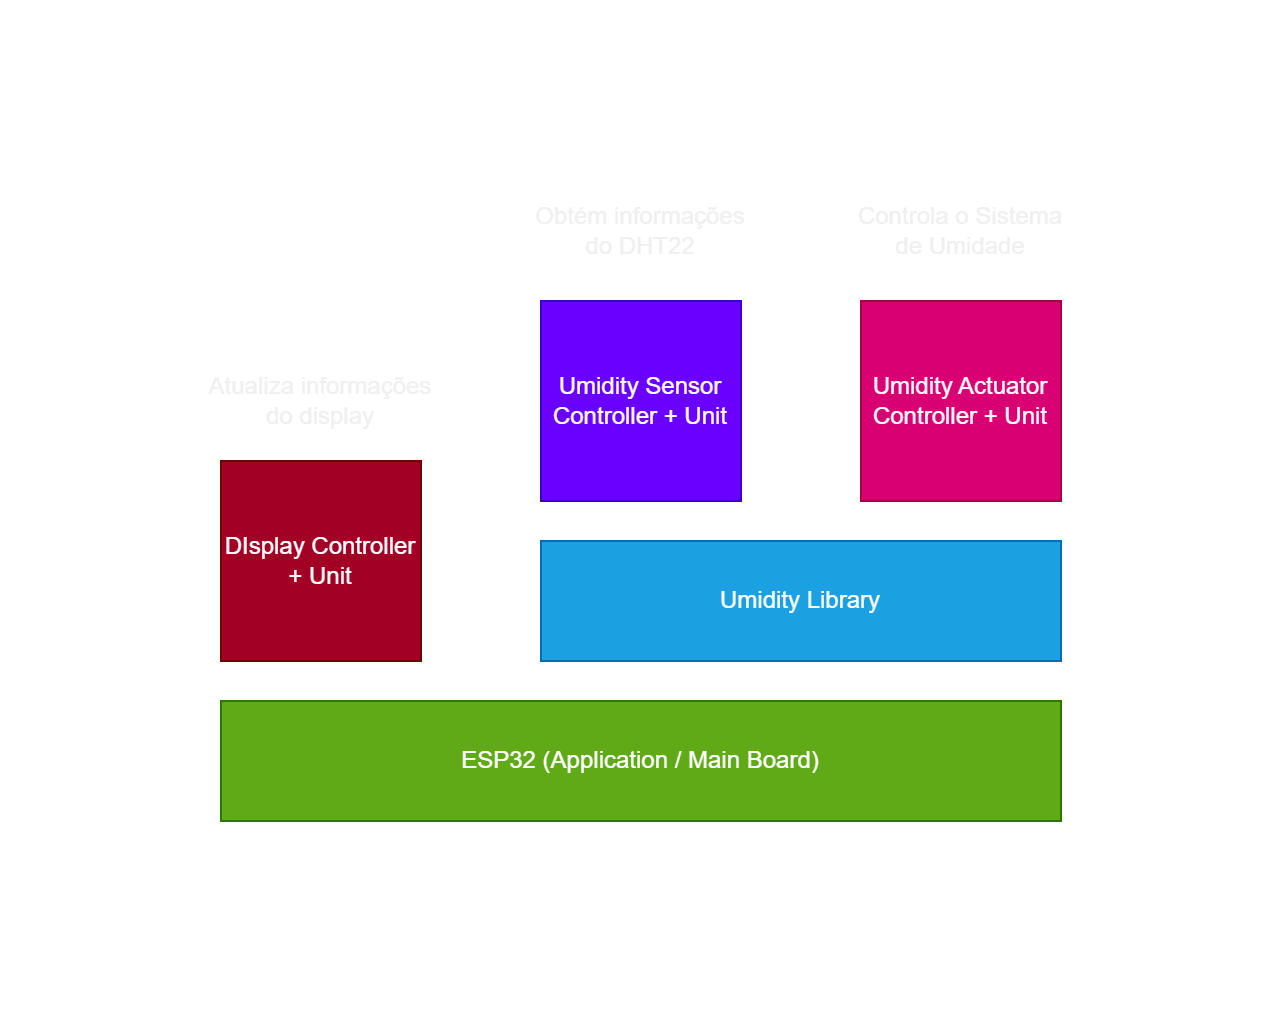 Obtém informações
do DHT22
Controla o Sistema
de Umidade
Umidity Sensor
Controller + Unit
Umidity Actuator
Controller + Unit
Atualiza informações
do display
DIsplay Controller
+ Unit
Umidity Library
ESP32 (Application / Main Board)